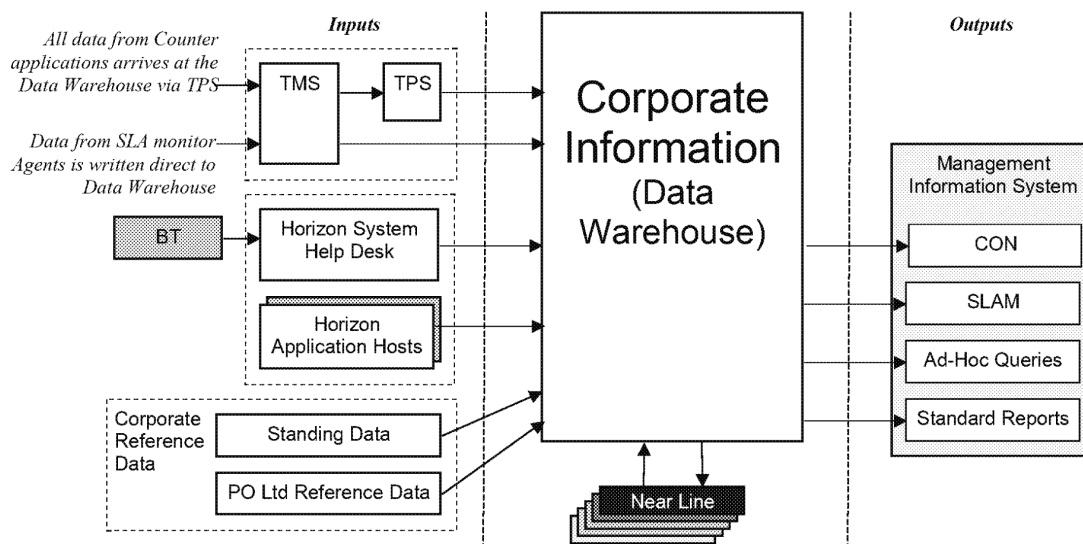 Inputs
Outputs
All data from Counter
applications arrives at the
Data Warehouse via TPS
TMS
TPS
Data from SLA monitor
Agents is written direct to
Data Warehouse
BT
Horizon System
Help Desk
Horizon
Application Hosts
Corporate
Reference
Data
Standing Data
PO Ltd Reference Data
Corporate
Information
(Data
Warehouse)
Near Line
Management
Information System
CON
SLAM
Ad-Hoc Queries
Standard Reports